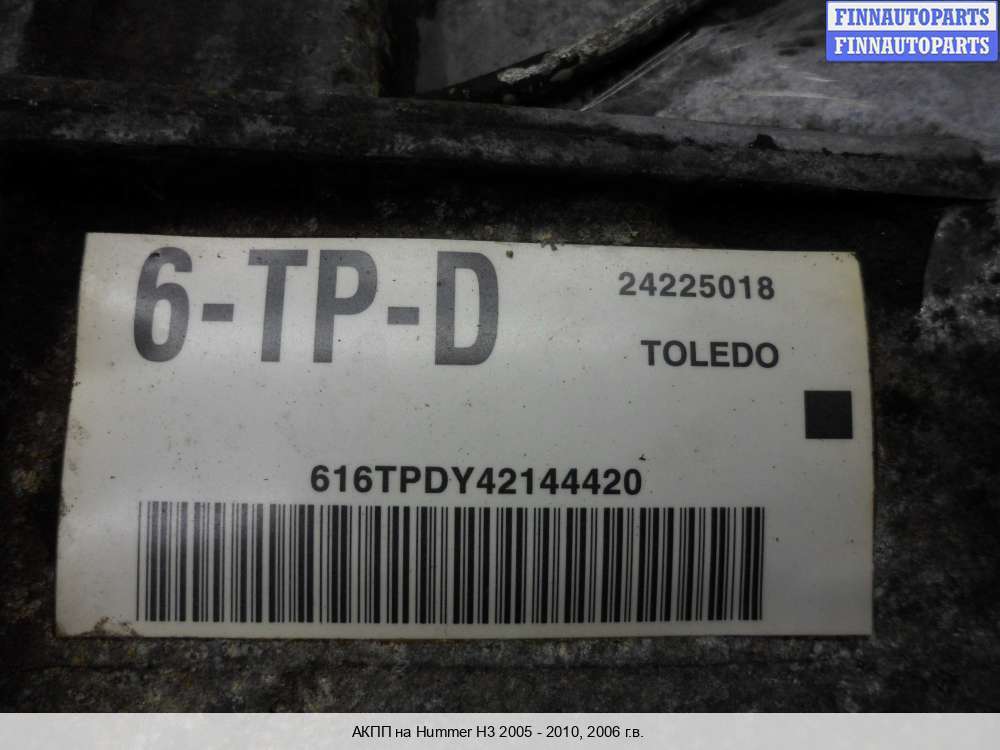 FINNAUTOPARTS
FINNAUTOPARTS
6-TP-D
24225018
TOLEDO
616TPDY42144420
АКПП на Hummer H3 2005 - 2010, 2006 г.в.